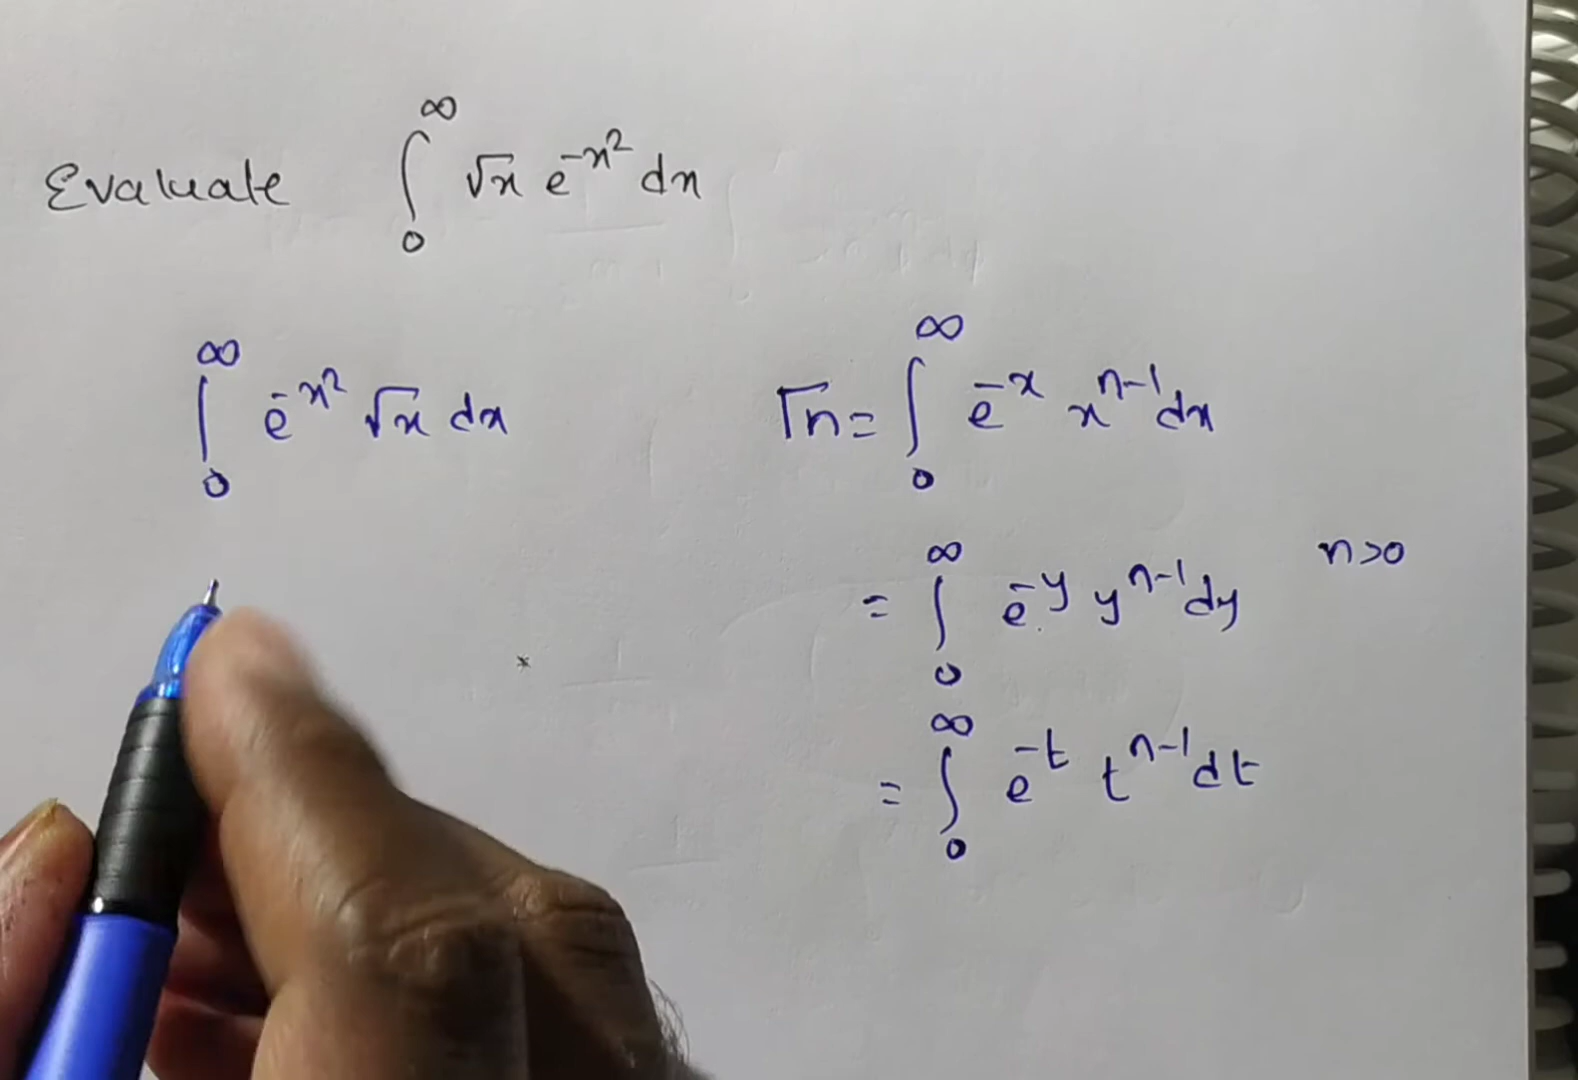 Evaluate ∫₀^∞ √x e^{-x²} dx
∫₀^∞ e^{-x²} √x dx
Γn = ∫₀^∞ e^{-x} x^{n-1} dx
= ∫₀^∞ e^{-y} y^{n-1} dy n>0
= ∫₀^∞ e^{-t} t^{n-1} dt